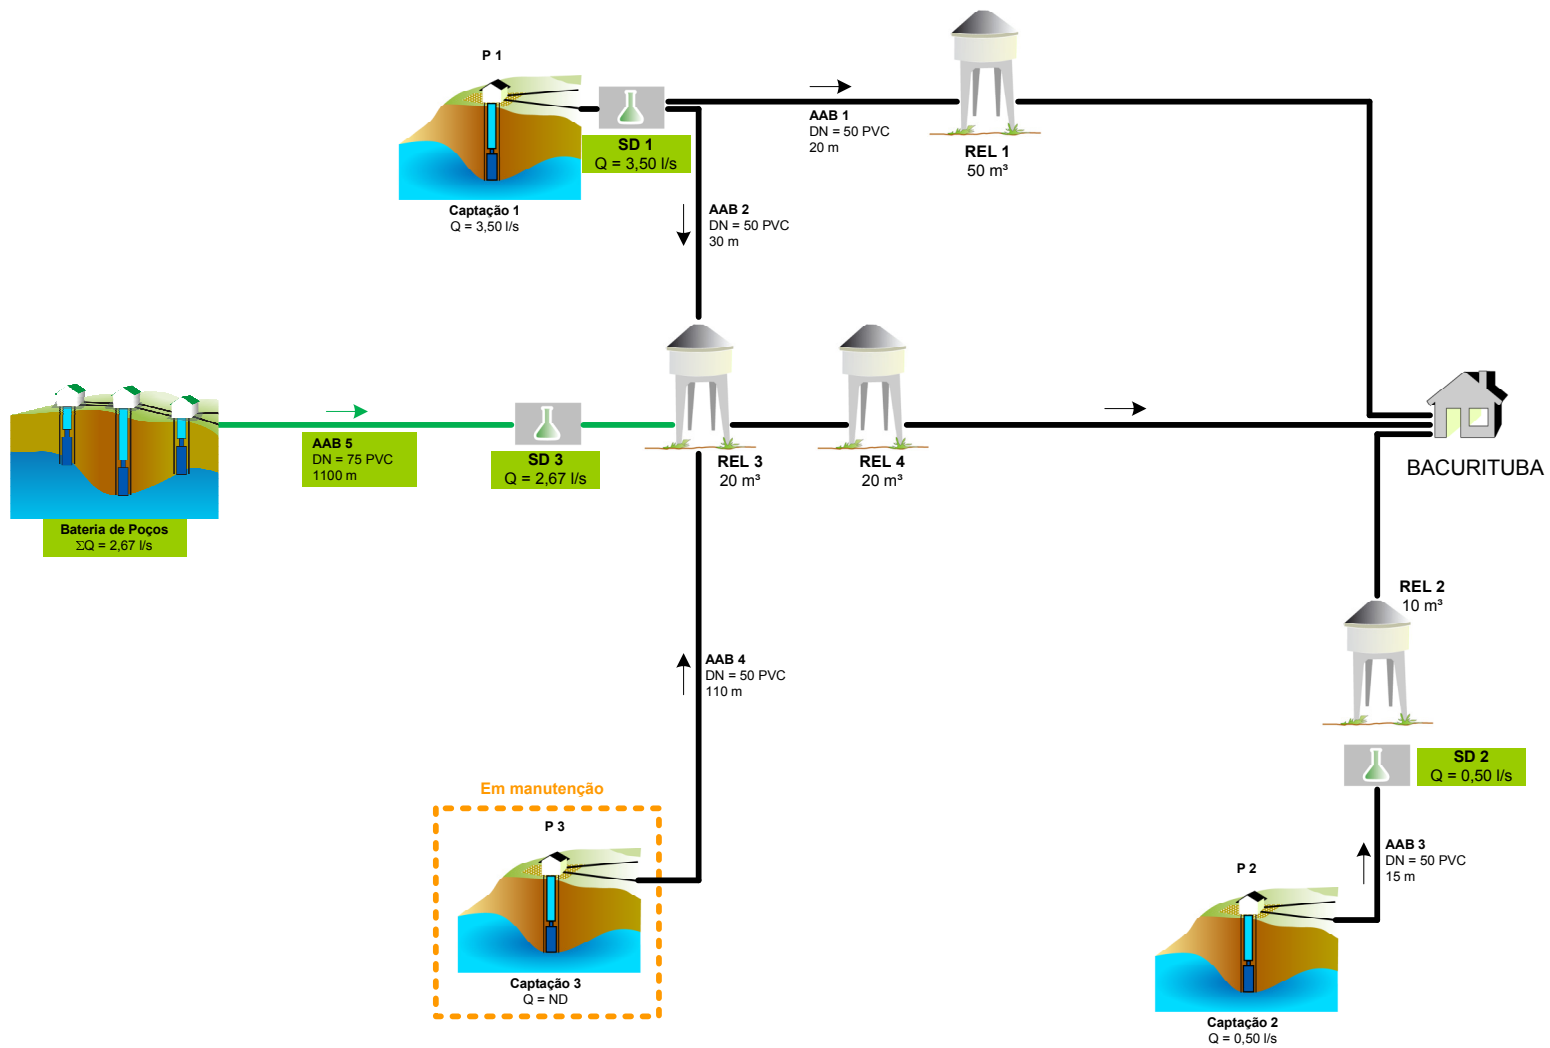 P 1
SD 1
Q = 3,50 l/s
Captação 1
Q = 3,50 l/s
AAB 1
DN = 50 PVC
20 m
REL 1
50 m³
AAB 2
DN = 50 PVC
30 m
AAB 5
DN = 75 PVC
1100 m
SD 3
Q = 2,67 l/s
REL 3
20 m³
REL 4
20 m³
BACURITUBA
Bateria de Poços
ΣQ = 2,67 l/s
REL 2
10 m³
AAB 4
DN = 50 PVC
110 m
SD 2
Q = 0,50 l/s
Em manutenção
P 3
Captação 3
Q = ND
AAB 3
DN = 50 PVC
15 m
P 2
Captação 2
Q = 0,50 l/s